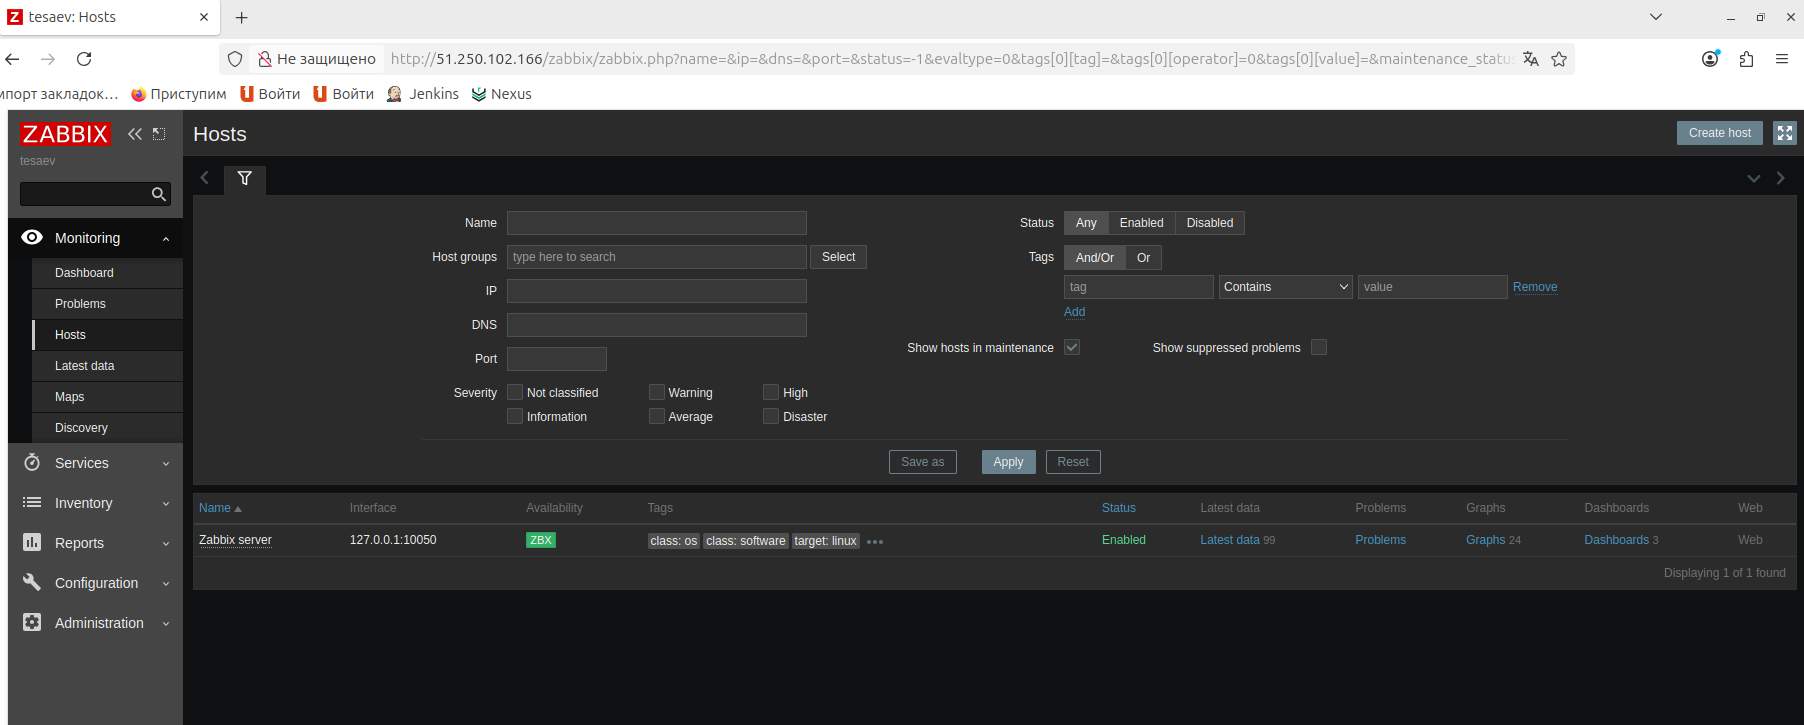 Z tesaev: Hosts
Не защищено http://51.250.102.166/zabbix/zabbix.php?name=&ip=&dns=&port=&status=-1&evaltype=0&tags[0][tag]=&tags[0][operator]=0&tags[0][value]=&maintenance_statu
мпорт закладок… Приступим Войти Войти Jenkins Nexus
ZABBIX
tesaev
Monitoring
Dashboard
Problems
Hosts
Latest data
Maps
Discovery
Services
Inventory
Reports
Configuration
Administration
Hosts
Create host
Name
Host groups type here to search Select
IP
DNS
Port
Severity Not classified Warning High
Information Average Disaster
Status Any Enabled Disabled
Tags And/Or Or
tag Contains value Remove
Add
Show hosts in maintenance Show suppressed problems
Save as Apply Reset
Name Interface Availability Tags Status Latest data Problems Graphs Dashboards Web
Zabbix server 127.0.0.1:10050 ZBX class: os class: software target: linux Enabled Latest data 99 Problems Graphs 24 Dashboards 3 Web
Displaying 1 of 1 found